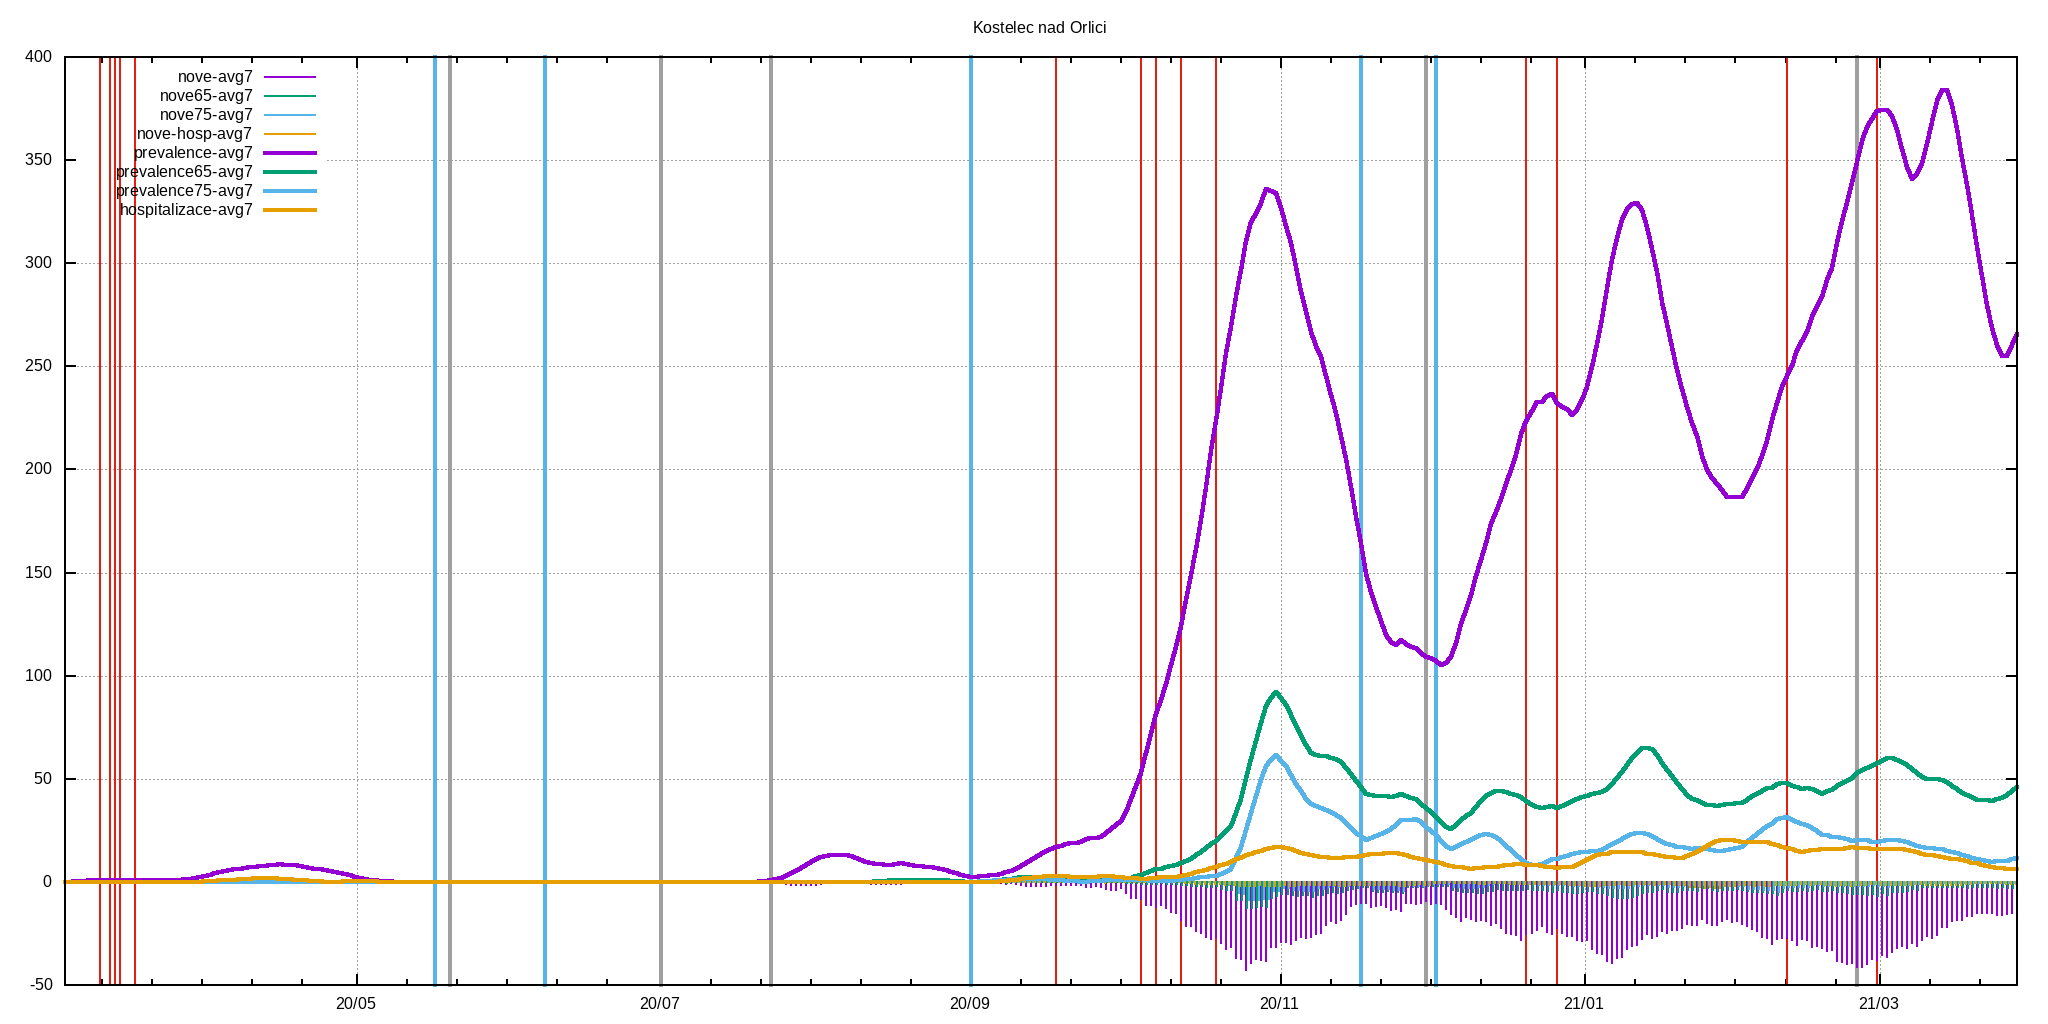 Kostelec nad Orlici
400
350
300
250
200
150
100
50
0
-50
nove-avg7
nove65-avg7
nove75-avg7
nove-hosp-avg7
prevalence-avg7
prevalence65-avg7
prevalence75-avg7
hospitalizace-avg7
20/05 20/07 20/09 20/11 21/01 21/03